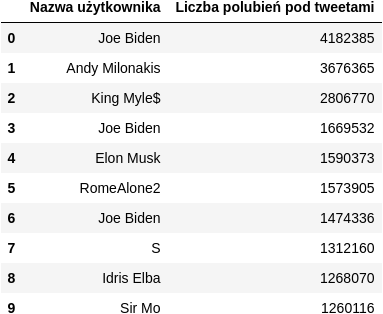 Nazwa użytkownika Liczba polubień pod tweetami
0 Joe Biden 4182385
1 Andy Milonakis 3676365
2 King Myle$ 2806770
3 Joe Biden 1669532
4 Elon Musk 1590373
5 RomeAlone2 1573905
6 Joe Biden 1474336
7 S 1312160
8 Idris Elba 1268070
9 Sir Mo 1260116